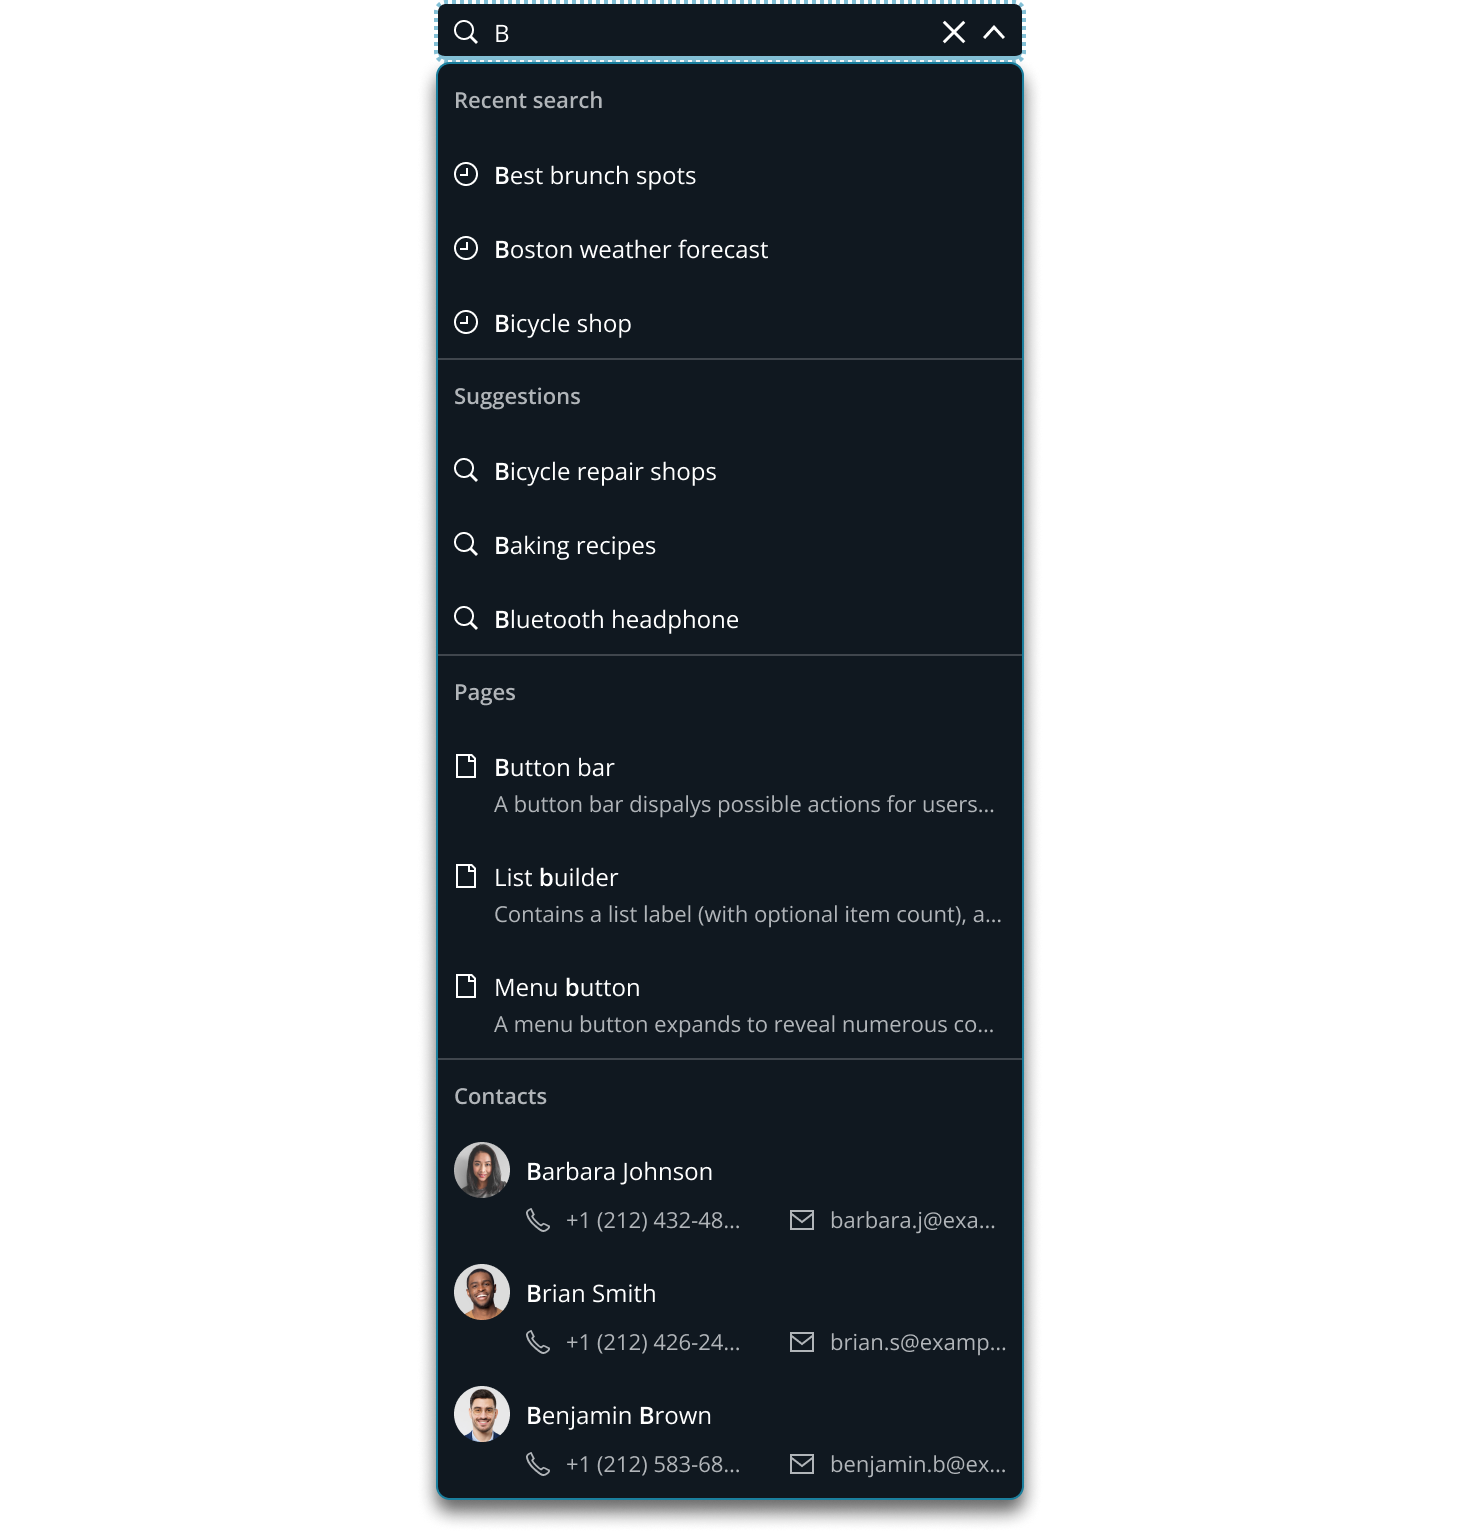 B
Recent search
Best brunch spots
Boston weather forecast
Bicycle shop
Suggestions
Bicycle repair shops
Baking recipes
Bluetooth headphone
Pages
Button bar
A button bar dispalys possible actions for users...
List builder
Contains a list label (with optional item count), a...
Menu button
A menu button expands to reveal numerous co...
Contacts
Barbara Johnson
+1 (212) 432-48... barbara.j@exa...
Brian Smith
+1 (212) 426-24... brian.s@examp...
Benjamin Brown
+1 (212) 583-68... benjamin.b@ex...